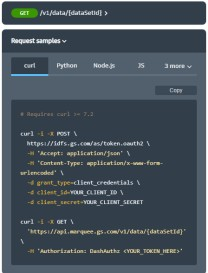 GET /v1/data/[dataSetId] >
Request samples
curl Python Node.js JS 3 more
Copy
# Requires curl >= 7.2
curl -i -X POST \
https://idfs.gs.com/as/token.oauth2 \
-H 'Accept: application/json' \
-H 'Content-Type: application/x-www-form-
urlencoded' \
-d grant_type=client_credentials \
-d client_id=YOUR_CLIENT_ID \
-d client_secret=YOUR_CLIENT_SECRET
curl -i -X GET \
'https://api.marquee.gs.com/v1/data/{dataSetId}'
\
-H 'Authorization: DashAuthz <YOUR_TOKEN_HERE>'